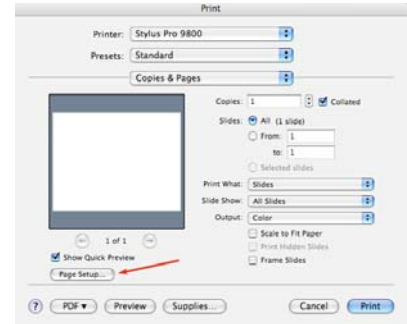 Print
Printer: Stylus Pro 9800
Presets: Standard
Copies & Pages
Copies: 1 Collated
Slides: All (1 slide)
From: 1
to: 1
Selected slides
Print What: Slides
Slide Show: All Slides
Output: Color
Scale to Fit Paper
Print Hidden Slides
Frame Slides
1 of 1
Show Quick Preview
Page Setup...
? PDF ▼ Preview Supplies... Cancel Print